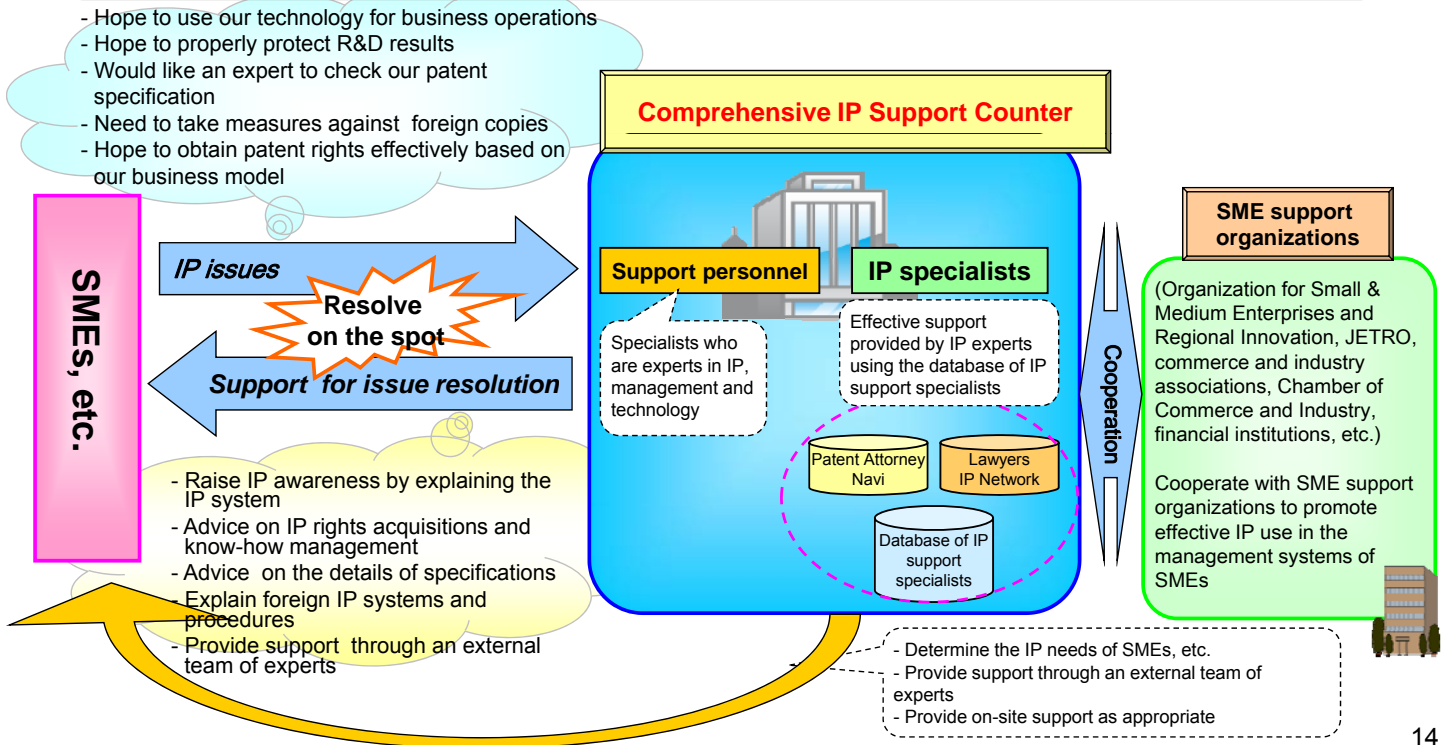 - Hope to use our technology for business operations
- Hope to properly protect R&D results
- Would like an expert to check our patent
specification
- Need to take measures against  foreign copies
- Hope to obtain patent rights effectively based on
our business model
Comprehensive IP Support Counter
SMEs, etc.
IP issues
Resolve
on the spot
Support  for issue resolution
Support personnel
IP specialists
Specialists who
are experts in IP,
management and
technology
Effective support
provided by IP experts
using the database of IP
support specialists
Patent Attorney
Navi
Lawyers
IP Network
Database of IP
support
specialists
Cooperation
SME support
organizations
(Organization for Small &
Medium Enterprises and
Regional Innovation, JETRO,
commerce and industry
associations, Chamber of
Commerce and Industry,
financial institutions, etc.)
Cooperate with SME support
organizations to promote
effective IP use in the
management systems of
SMEs
- Raise IP awareness by explaining the
IP system
- Advice on IP rights acquisitions and
know-how management
- Advice  on the details of specifications
- Explain foreign IP systems and
procedures
- Provide support  through an external
team of experts
- Determine the IP needs of SMEs, etc.
- Provide support through an external team of
experts
- Provide on-site support as appropriate
14